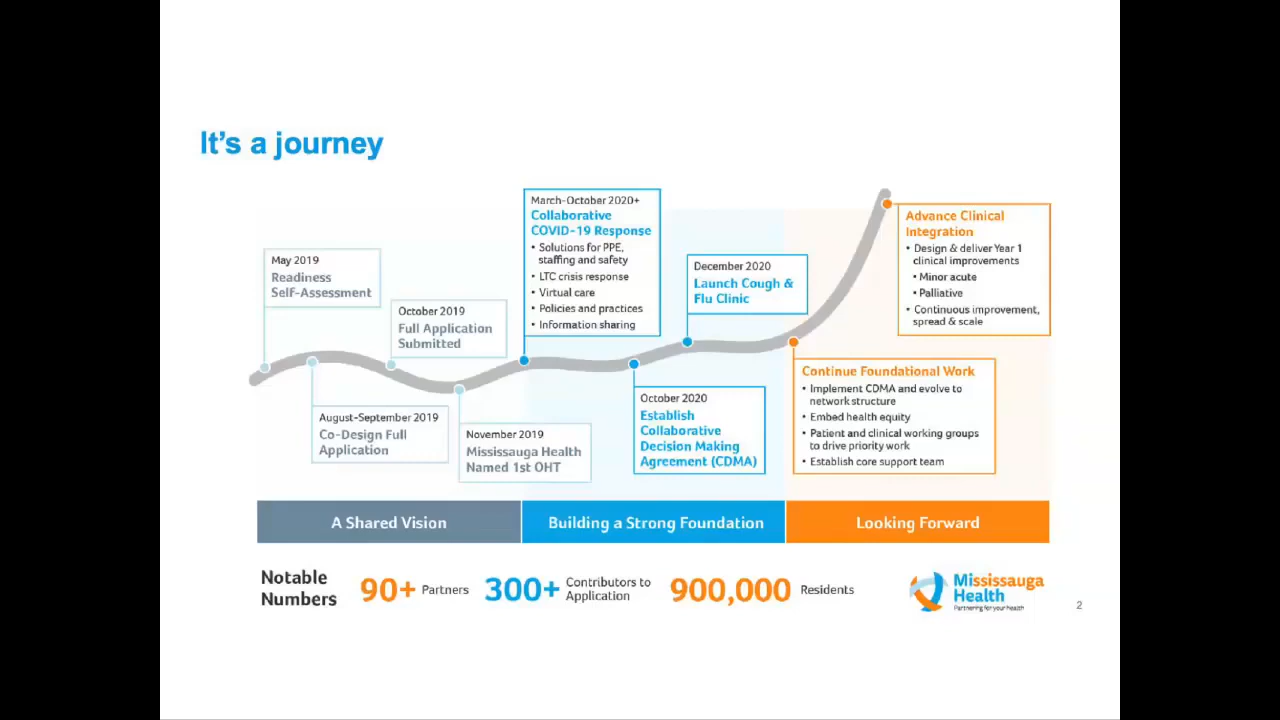 It's a journey
May 2019
Readiness
Self-Assessment
August-September 2019
Co-Design Full
Application
October 2019
Full Application
Submitted
November 2019
Mississauga Health
Named 1st OHT
March-October 2020+
Collaborative
COVID-19 Response
• Solutions for PPE,
staffing and safety
• LTC crisis response
• Virtual care
• Policies and practices
• Information sharing
October 2020
Establish
Collaborative
Decision Making
Agreement (CDMA)
December 2020
Launch Cough &
Flu Clinic
Continue Foundational Work
• Implement CDMA and evolve to
network structure
• Embed health equity
• Patient and clinical working groups
to drive priority work
• Establish core support team
Advance Clinical
Integration
• Design & deliver Year 1
clinical improvements
• Minor acute
• Palliative
• Continuous improvement,
spread & scale
A Shared Vision
Building a Strong Foundation
Looking Forward
Notable
Numbers
90+ Partners
300+ Contributors to
Application
900,000 Residents
Mississauga
Health
Partnering for your health
2